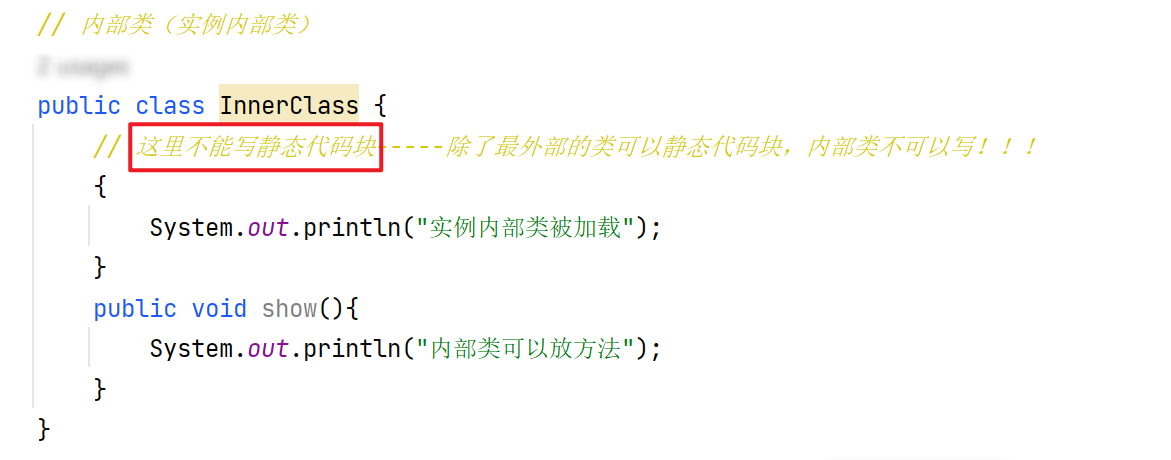 // 内部类（实例内部类）
2 usages
public class InnerClass {
// 这里不能写静态代码块-----除了最外部的类可以静态代码块，内部类不可以写！！！
{
System.out.println("实例内部类被加载");
}
public void show(){
System.out.println("内部类可以放方法");
}
}